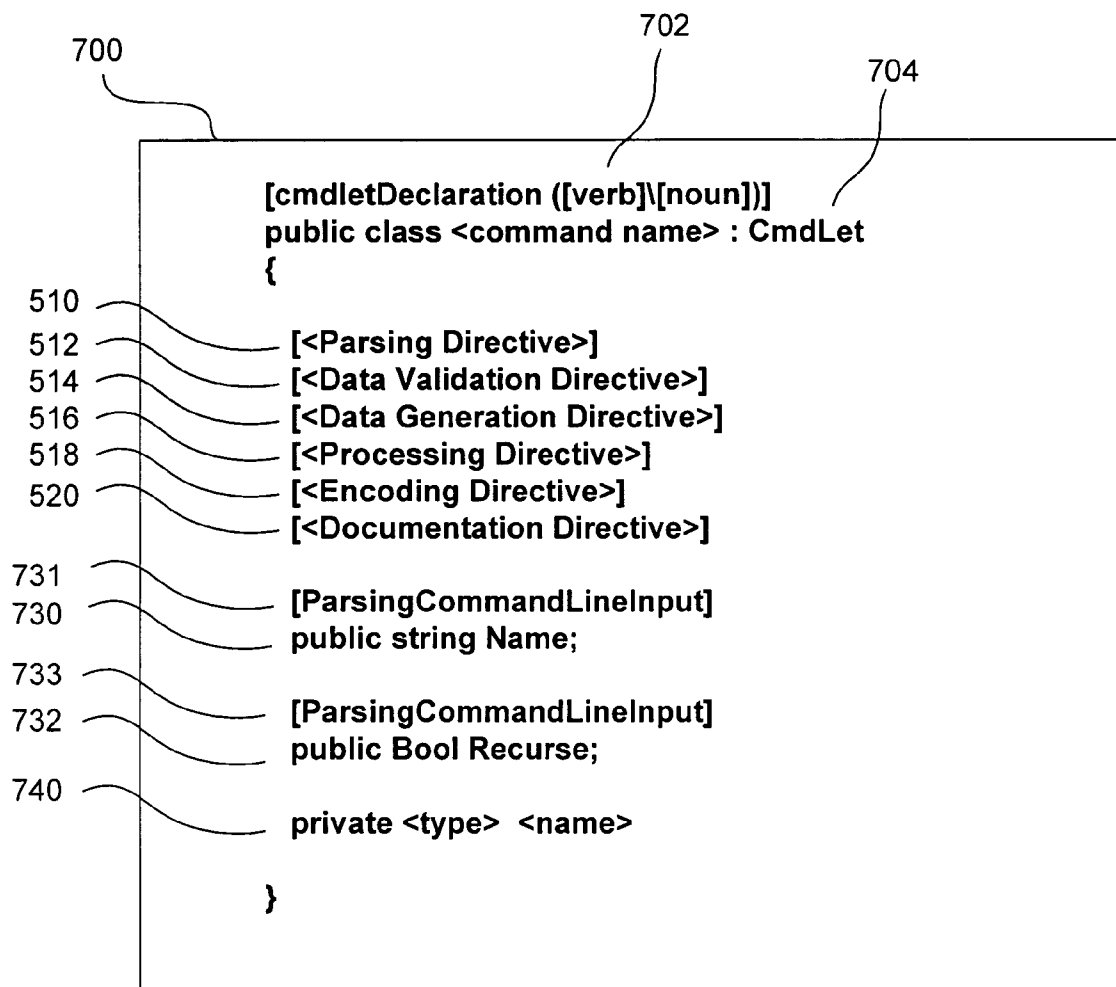 702
700
704
[cmdletDeclaration ([verb]\[noun])]
public class <command name> : CmdLet
{
510 [<Parsing Directive>]
512 [<Data Validation Directive>]
514 [<Data Generation Directive>]
516 [<Processing Directive>]
518 [<Encoding Directive>]
520 [<Documentation Directive>]
731 [ParsingCommandLineInput]
730 public string Name;
733 [ParsingCommandLineInput]
732 public Bool Recurse;
740 private <type> <name>
}